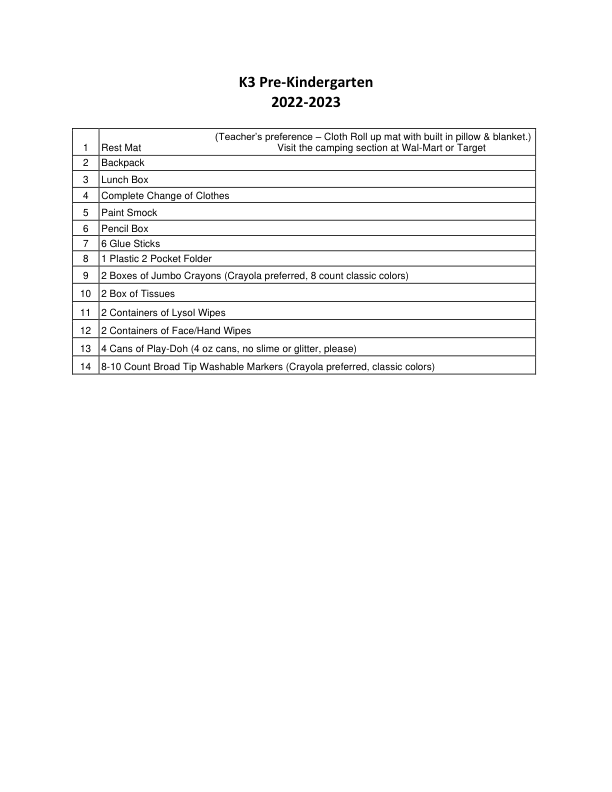 K3 Pre-Kindergarten
2022-2023
(Teacher's preference – Cloth Roll up mat with built in pillow & blanket.)
1 Rest Mat Visit the camping section at Wal-Mart or Target
2 Backpack
3 Lunch Box
4 Complete Change of Clothes
5 Paint Smock
6 Pencil Box
7 6 Glue Sticks
8 1 Plastic 2 Pocket Folder
9 2 Boxes of Jumbo Crayons (Crayola preferred, 8 count classic colors)
10 2 Box of Tissues
11 2 Containers of Lysol Wipes
12 2 Containers of Face/Hand Wipes
13 4 Cans of Play-Doh (4 oz cans, no slime or glitter, please)
14 8-10 Count Broad Tip Washable Markers (Crayola preferred, classic colors)